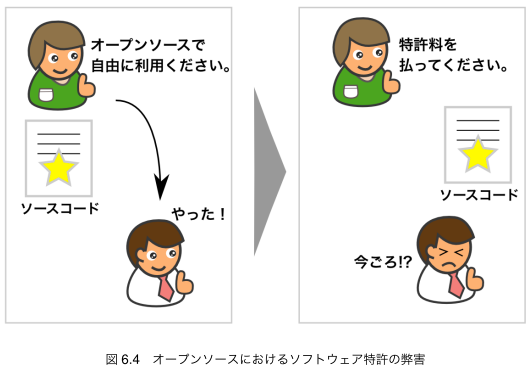 オープンソースで
自由に利用ください。
ソースコード
やった！
特許料を
払ってください。
ソースコード
今ごろ!?
図 6.4　オープンソースにおけるソフトウェア特許の弊害